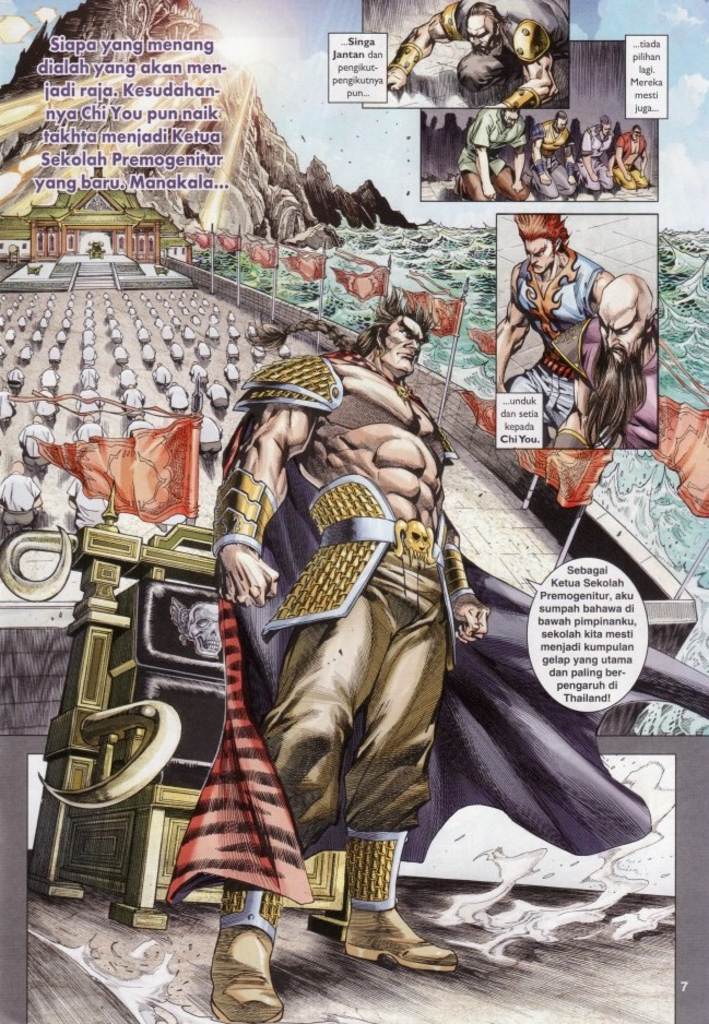 Siapa yang menang
dialah yang akan men-
jadi raja. Kesudahan-
nya Chi You pun naik
takhta menjadi Ketua
Sekolah Premogenitur
yang baru. Manakala...
...Singa
Jantan dan
pengikut-
pengikutnya
pun...
...tiada
pilihan
lagi.
Mereka
mesti
juga...
...unduk
dan setia
kepada
Chi You.
Sebagai
Ketua Sekolah
Premogenitur, aku
sumpah bahawa di
bawah pimpinanku,
sekolah kita mesti
menjadi kumpulan
gelap yang utama
dan paling ber-
pengaruh di
Thailand!
7